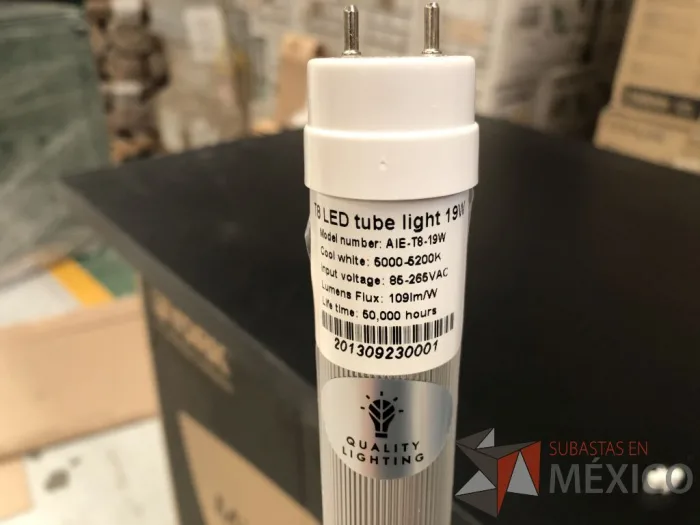 T8 LED tube light 19W
Model number: AIE-T8-19W
Cool white: 5000-5200K
Input voltage: 85-265VAC
Lumens Flux: 109lm/W
Life time: 50,000 hours
201309230001
QUALITY
LIGHTING
SUBASTAS EN
MÉXICO